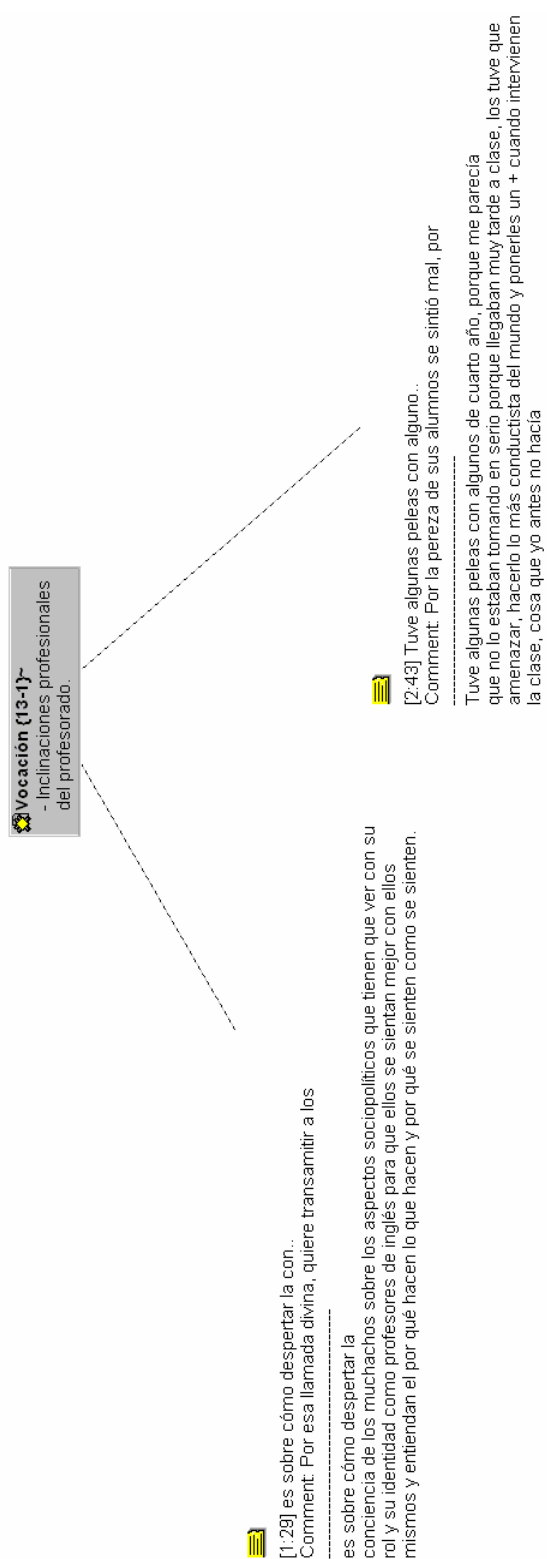 Vocación {13-1}~
- Inclinaciones profesionales
del profesorado.
[1:29] es sobre cómo despertar la con..
Comment: Por esa llamada divina, quiere transamitir a los
es sobre cómo despertar la
conciencia de los muchachos sobre los aspectos sociopolíticos que tienen que ver con su
rol y su identidad como profesores de inglés para que ellos se sientan mejor con ellos
mismos y entiendan el por qué hacen lo que hacen y por qué se sienten como se sienten.
[2:43] Tuve algunas peleas con alguno..
Comment: Por la pereza de sus alumnos se sintió mal, por
Tuve algunas peleas con algunos de cuarto año, porque me parecía
que no lo estaban tomando en serio porque llegaban muy tarde a clase, los tuve que
amenazar, hacerlo lo más conductista del mundo y ponerles un + cuando intervienen
la clase, cosa que yo antes no hacía